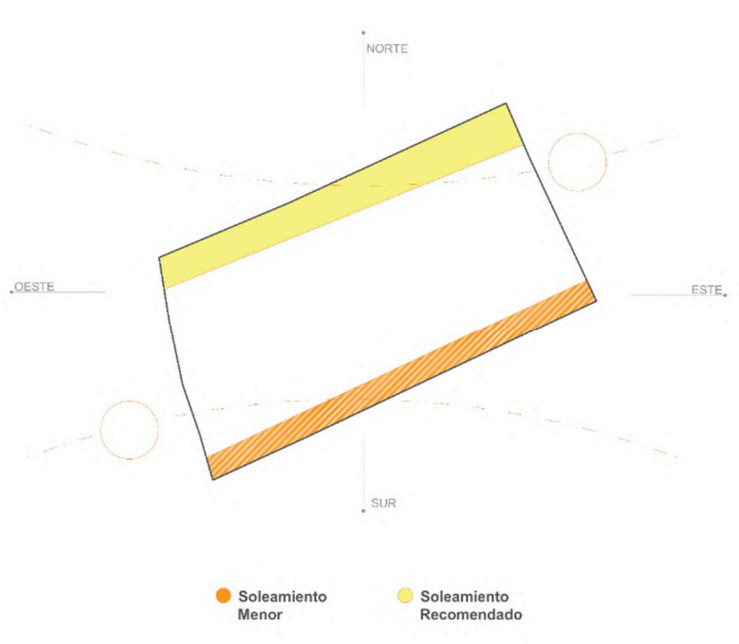 NORTE
OESTE
ESTE
SUR
Soleamiento
Menor
Soleamiento
Recomendado